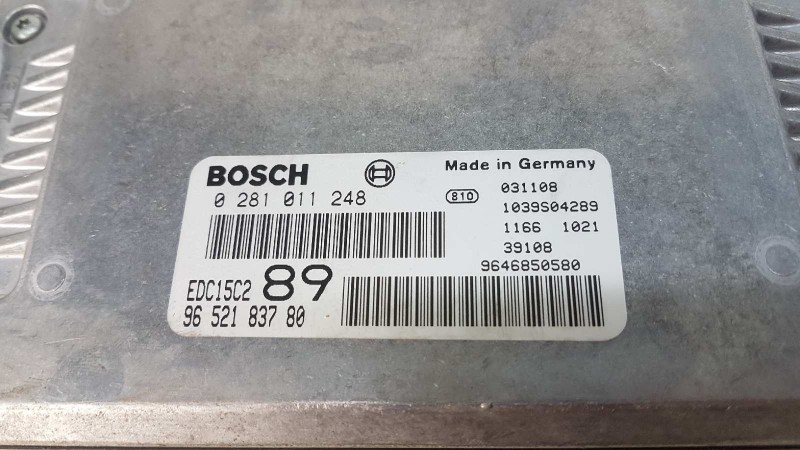 BOSCH
0 281 011 248
EDC15C2 89
96 521 837 80
Made in Germany
810 031108
1039S04289
1166 1021
39108
9646850580